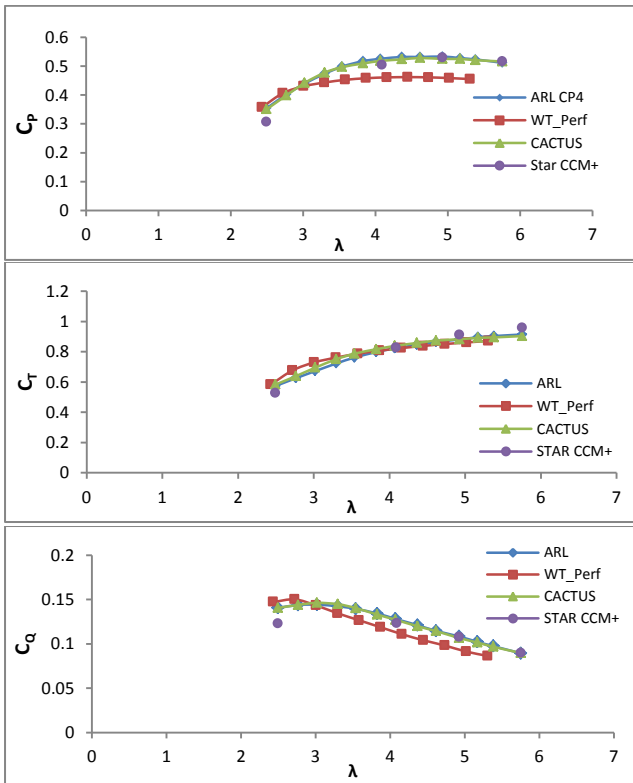 0.6
0.5
0.4
0.3
0.2
0.1
0
C_P
ARL CP4
WT_Perf
CACTUS
Star CCM+
0 1 2 3 4 5 6 7
λ
1.2
1
0.8
0.6
0.4
0.2
0
C_T
ARL
WT_Perf
CACTUS
STAR CCM+
0 1 2 3 4 5 6 7
λ
0.2
0.15
0.1
0.05
0
C_Q
ARL
WT_Perf
CACTUS
STAR CCM+
0 1 2 3 4 5 6 7
λ